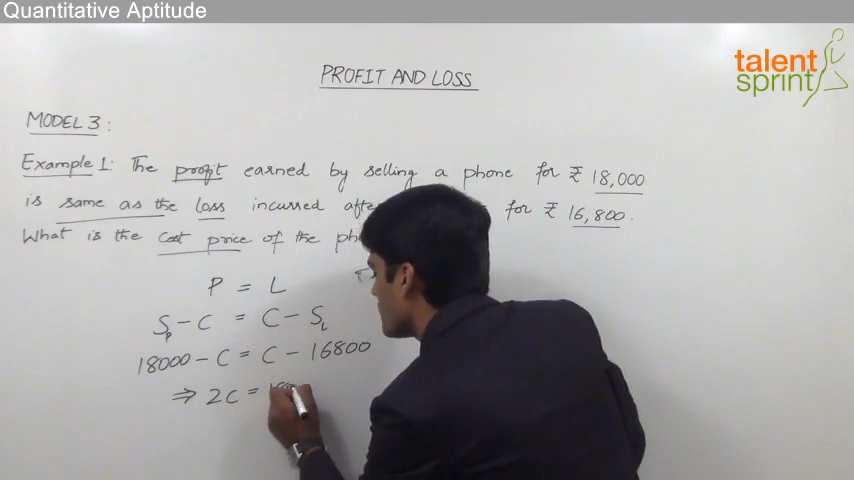 Quantitative Aptitude
talent
sprint
PROFIT AND LOSS
MODEL 3 :
Example 1: The profit earned by selling a phone for ₹ 18,000
is same as the loss incurred after for ₹ 16,800.
What is the cost price of the
P = L
Sp - C = C - SL
18000 - C = C - 16800
⇒ 2C =